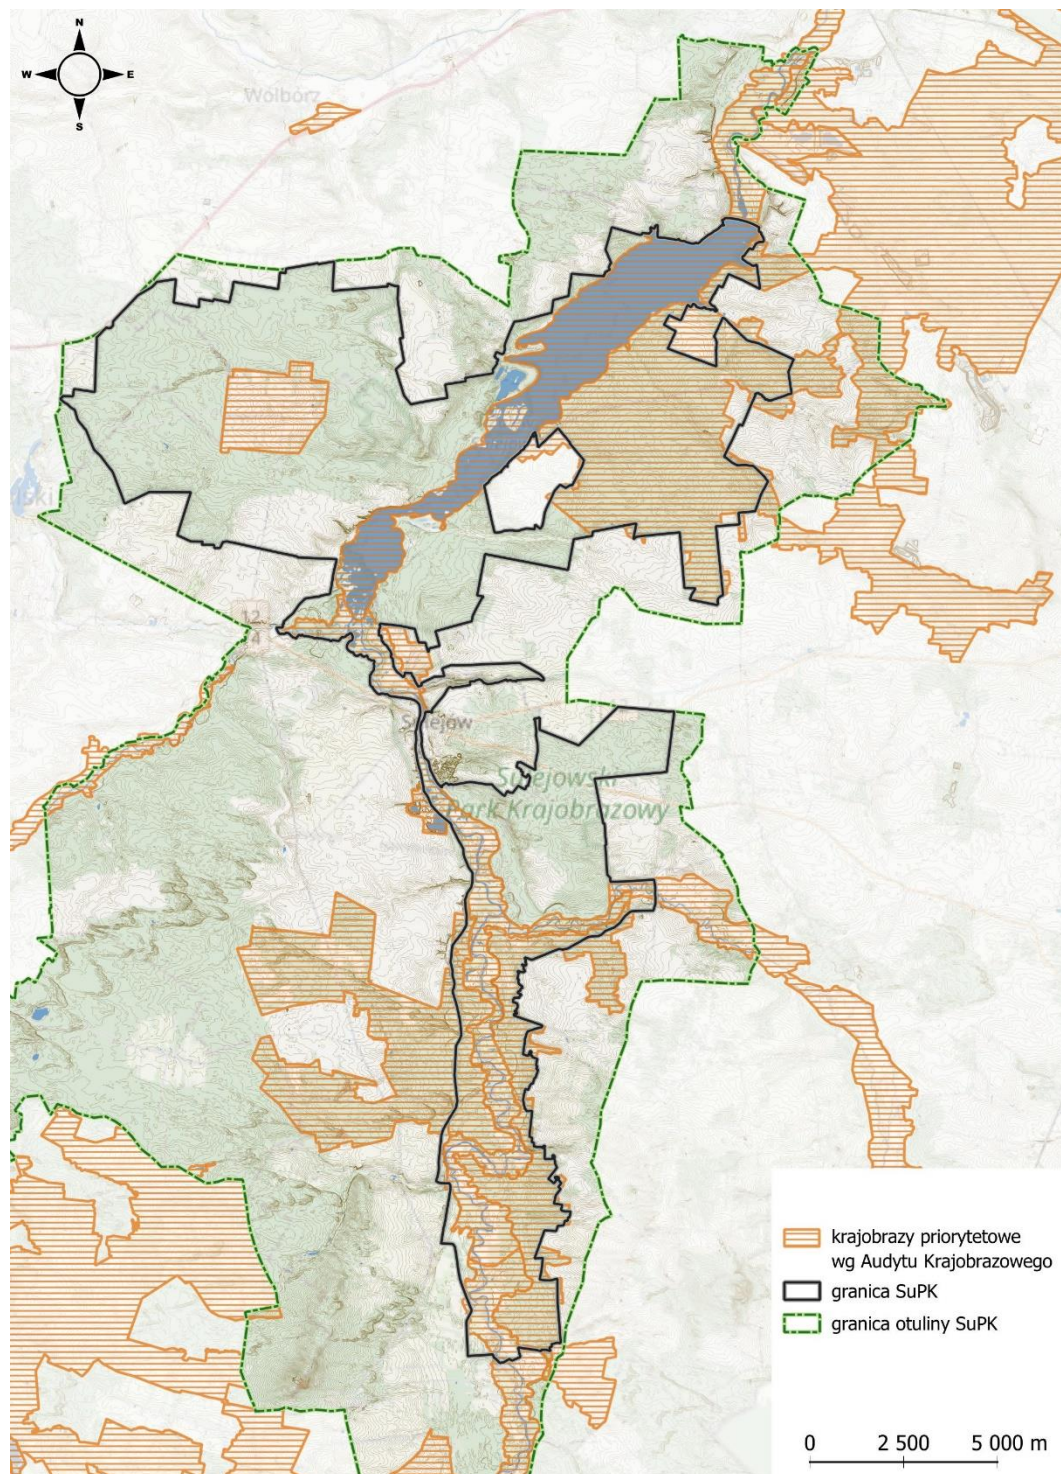 N
W E
S
Wolbórz
ski
12
4
Sulejów
Sulejowski
Park Krajobrazowy
krajobrazy priorytetowe
wg Audytu Krajobrazowego
granica SuPK
granica otuliny SuPK
0 2 500 5 000 m